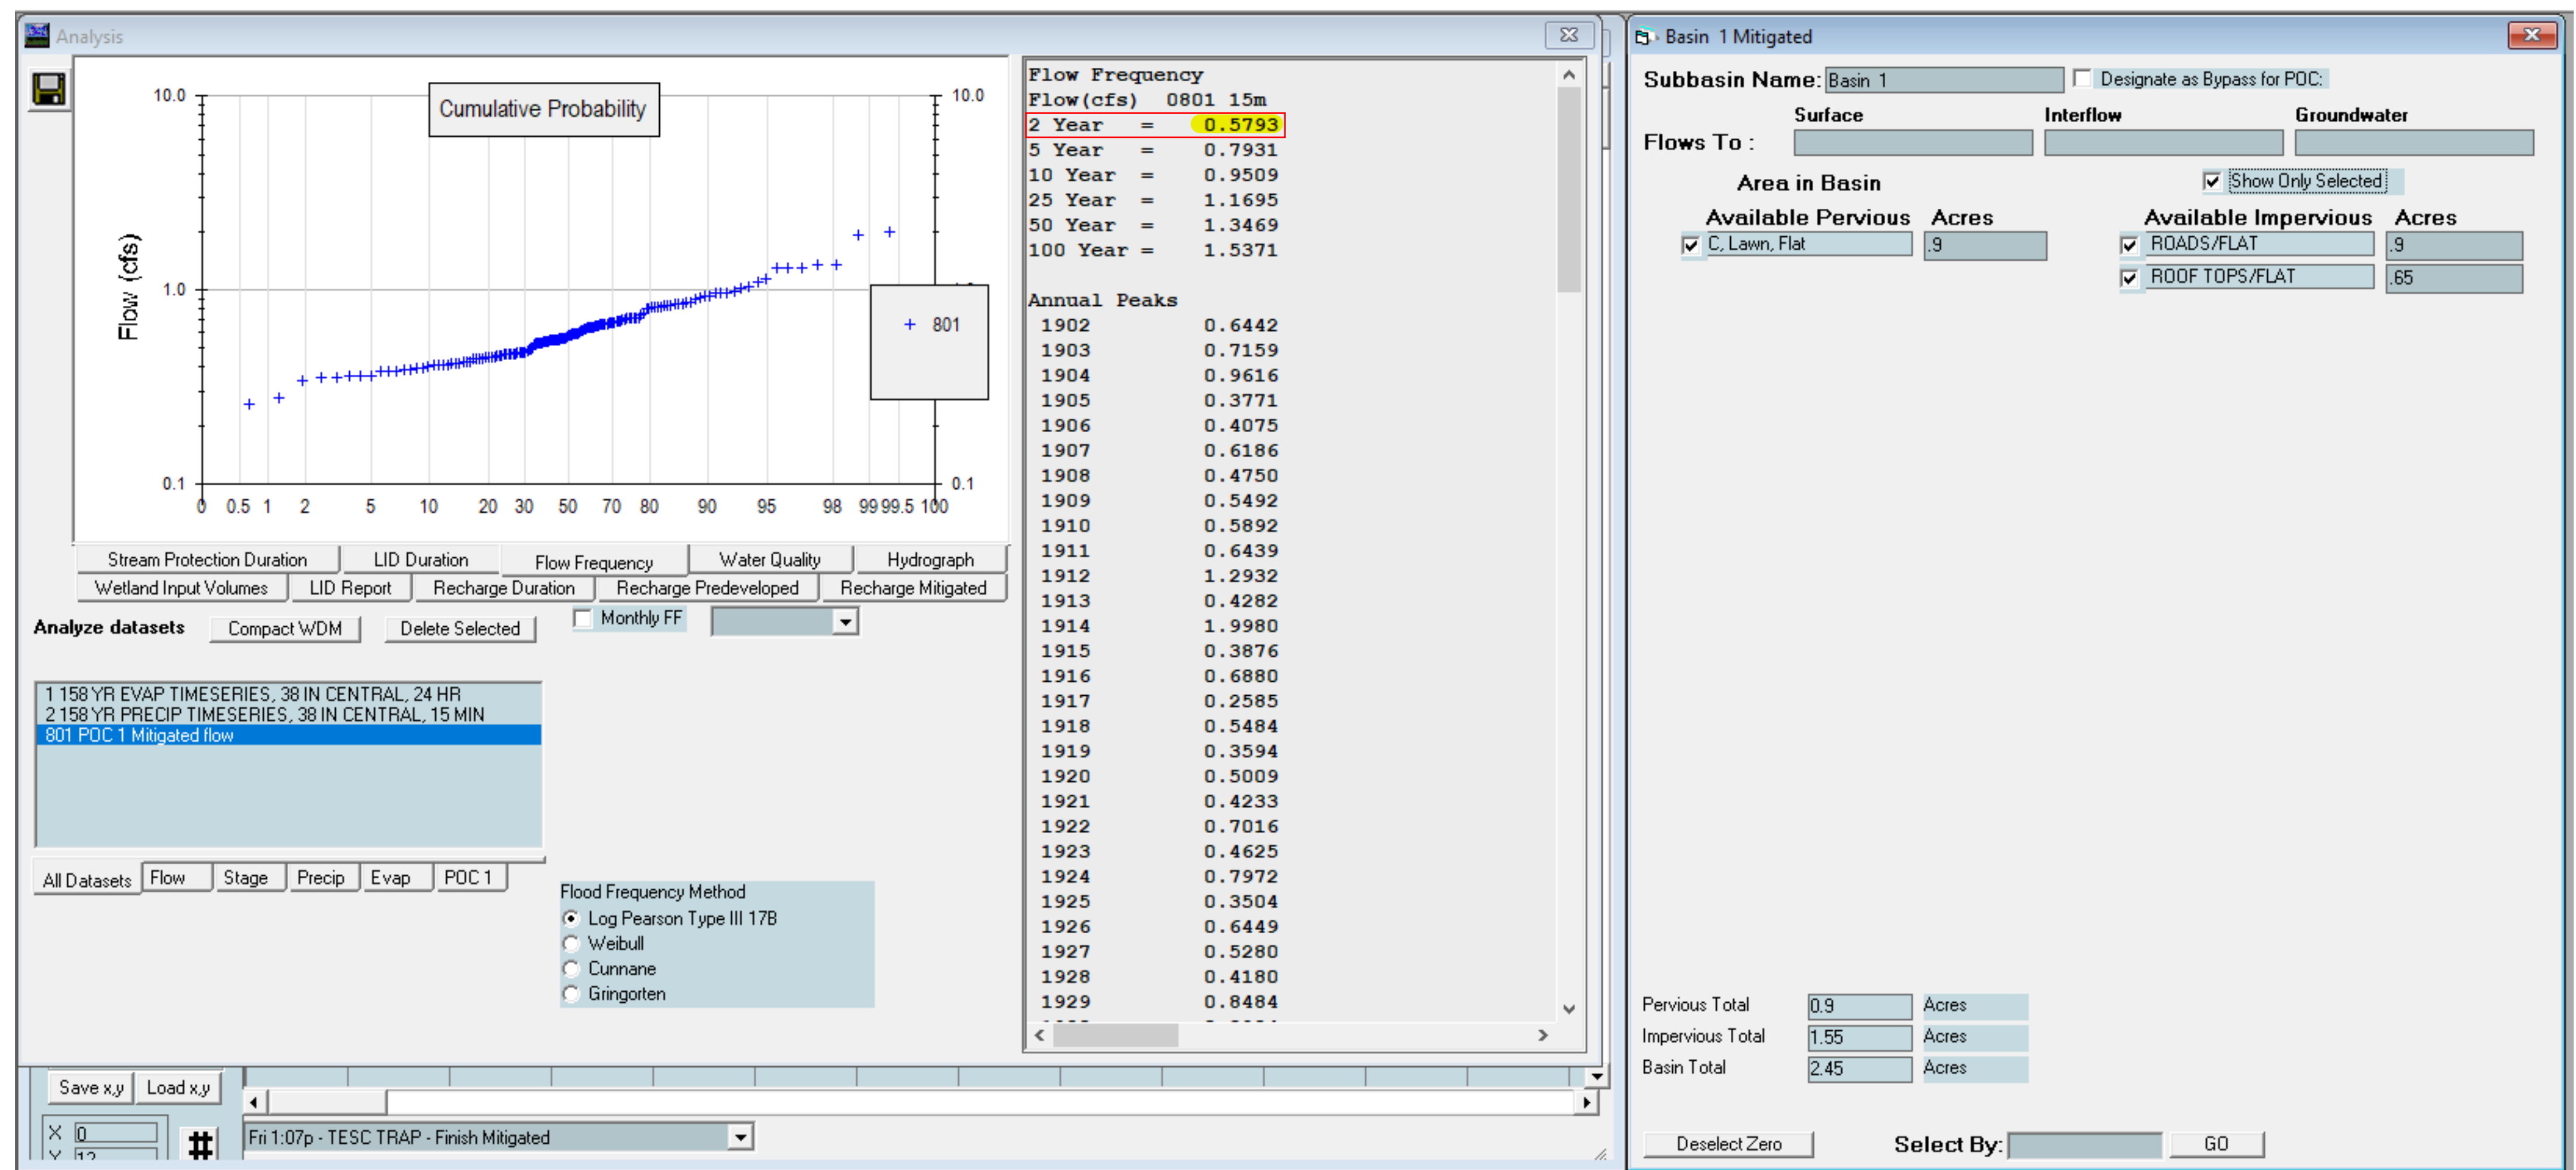 Analysis
10.0
Cumulative Probability
10.0
Flow (cfs)
1.0
801
0.1
0.1
0 0.5 1 2 5 10 20 30 50 70 80 90 95 98 99 99.5 100
Stream Protection Duration LID Duration Flow Frequency Water Quality Hydrograph
Wetland Input Volumes LID Report Recharge Duration Recharge Predeveloped Recharge Mitigated
Analyze datasets Compact WDM Delete Selected Monthly FF
1 158 YR EVAP TIMESERIES, 38 IN CENTRAL, 24 HR
2 158 YR PRECIP TIMESERIES, 38 IN CENTRAL, 15 MIN
801 POC 1 Mitigated flow
All Datasets Flow Stage Precip Evap POC 1
Flood Frequency Method
Log Pearson Type III 17B
Weibull
Cunnane
Gringorten
Flow Frequency
Flow(cfs) 0801 15m
2 Year = 0.5793
5 Year = 0.7931
10 Year = 0.9509
25 Year = 1.1695
50 Year = 1.3469
100 Year = 1.5371
Annual Peaks
1902 0.6442
1903 0.7159
1904 0.9616
1905 0.3771
1906 0.4075
1907 0.6186
1908 0.4750
1909 0.5492
1910 0.5892
1911 0.6439
1912 1.2932
1913 0.4282
1914 1.9980
1915 0.3876
1916 0.6880
1917 0.2585
1918 0.5484
1919 0.3594
1920 0.5009
1921 0.4233
1922 0.7016
1923 0.4625
1924 0.7972
1925 0.3504
1926 0.6449
1927 0.5280
1928 0.4180
1929 0.8484
Save x,y Load x,y
X 0
Y 12
#
Fri 1:07p - TESC TRAP - Finish Mitigated
Basin 1 Mitigated
Subbasin Name: Basin 1 Designate as Bypass for POC:
Surface Interflow Groundwater
Flows To :
Area in Basin Show Only Selected
Available Pervious Acres Available Impervious Acres
C, Lawn, Flat .9 ROADS/FLAT .9
ROOF TOPS/FLAT .65
Pervious Total 0.9 Acres
Impervious Total 1.55 Acres
Basin Total 2.45 Acres
Deselect Zero Select By: GO